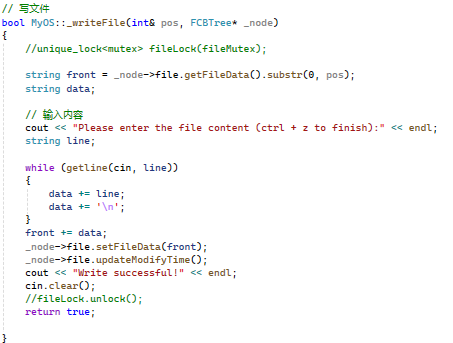 // 写文件
bool MyOS::_writeFile(int& pos, FCBTree* _node)
{
//unique_lock<mutex> fileLock(fileMutex);
string front = _node->file.getFileData().substr(0, pos);
string data;
// 输入内容
cout << "Please enter the file content (ctrl + z to finish):" << endl;
string line;
while (getline(cin, line))
{
data += line;
data += '\n';
}
front += data;
_node->file.setFileData(front);
_node->file.updateModifyTime();
cout << "Write successful!" << endl;
cin.clear();
//fileLock.unlock();
return true;
}